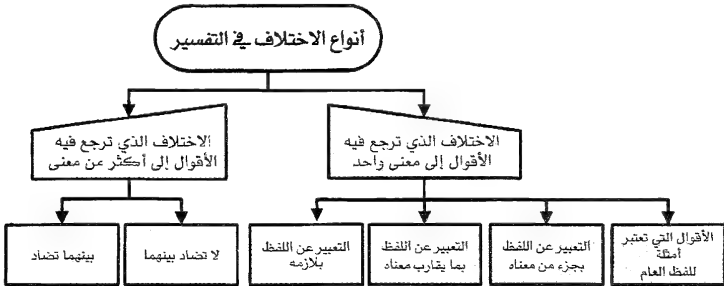 أنواع الاختلاف في التفسير
الاختلاف الذي ترجع فيه
الأقوال إلى معنى واحد
الاختلاف الذي ترجع فيه
الأقوال إلى أكثر من معنى
الأقوال التي تعتبر
أمثلة
للفظ العام
التعبير عن اللفظ
بجزء من معناه
التعبير عن اللفظ
بما يقارب معناه
التعبير عن اللفظ
بلازمه
لا تضاد بينهما
بينهما تضاد